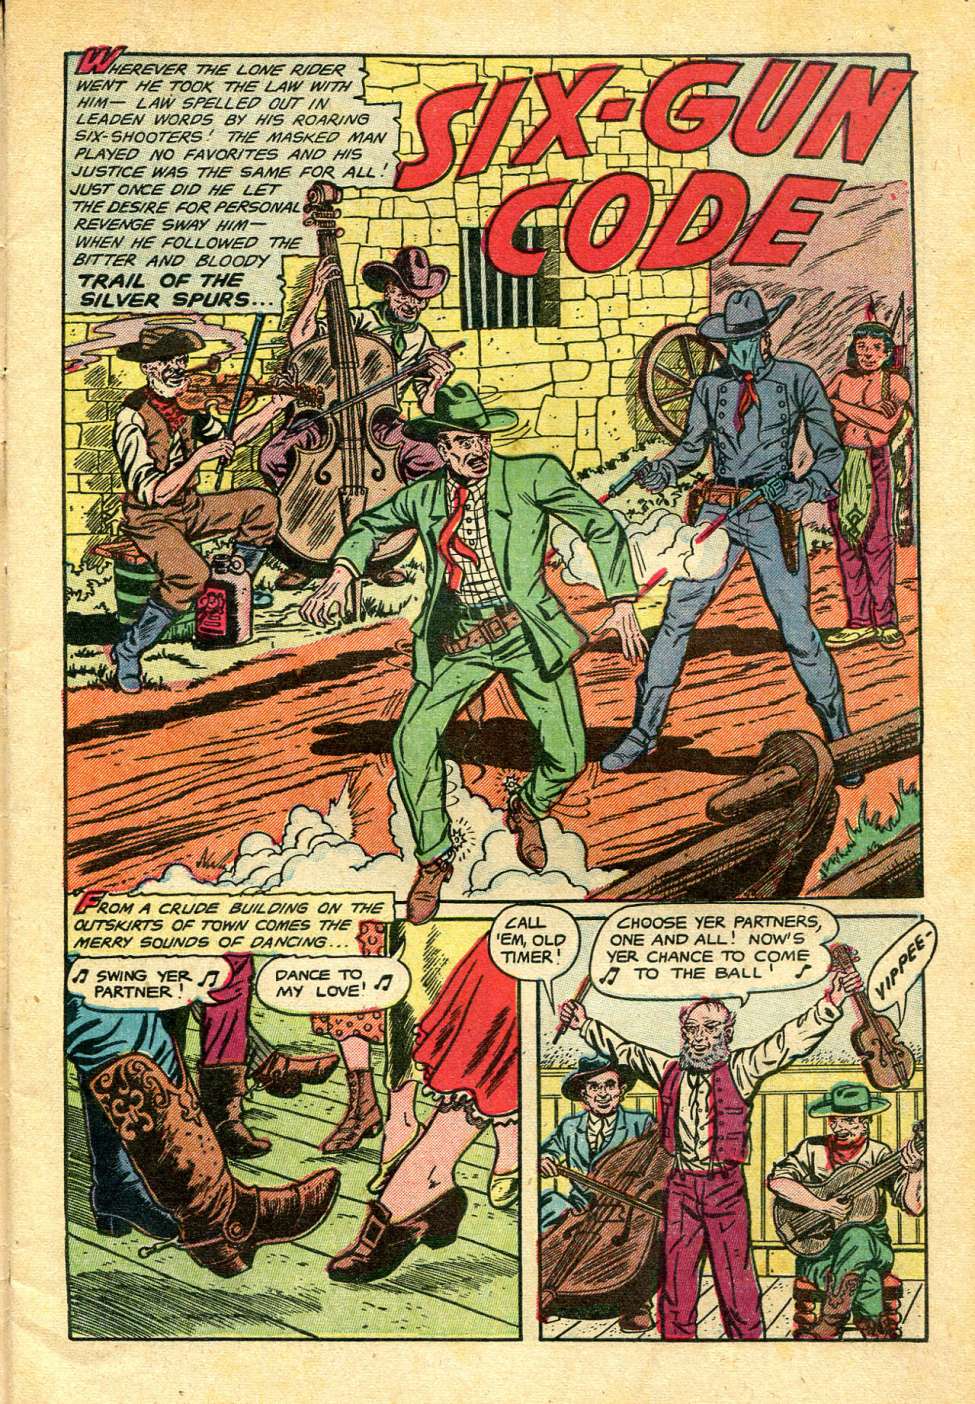 WHEREVER THE LONE RIDER
WENT HE TOOK THE LAW WITH
HIM— LAW SPELLED OUT IN
LEADEN WORDS BY HIS ROARING
SIX-SHOOTERS! THE MASKED MAN
PLAYED NO FAVORITES AND HIS
JUSTICE WAS THE SAME FOR ALL!
JUST ONCE DID HE LET
THE DESIRE FOR PERSONAL
REVENGE SWAY HIM—
WHEN HE FOLLOWED THE
BITTER AND BLOODY
TRAIL OF THE
SILVER SPURS...
SIX-GUN
CODE
FROM A CRUDE BUILDING ON THE
OUTSKIRTS OF TOWN COMES THE
MERRY SOUNDS OF DANCING...
♫ SWING YER ♫
PARTNER!
DANCE TO
MY LOVE! ♫
CALL
'EM, OLD
TIMER!
CHOOSE YER PARTNERS,
ONE AND ALL! NOW'S
♫ YER CHANCE TO COME
TO THE BALL! ♪
YIPPEE-